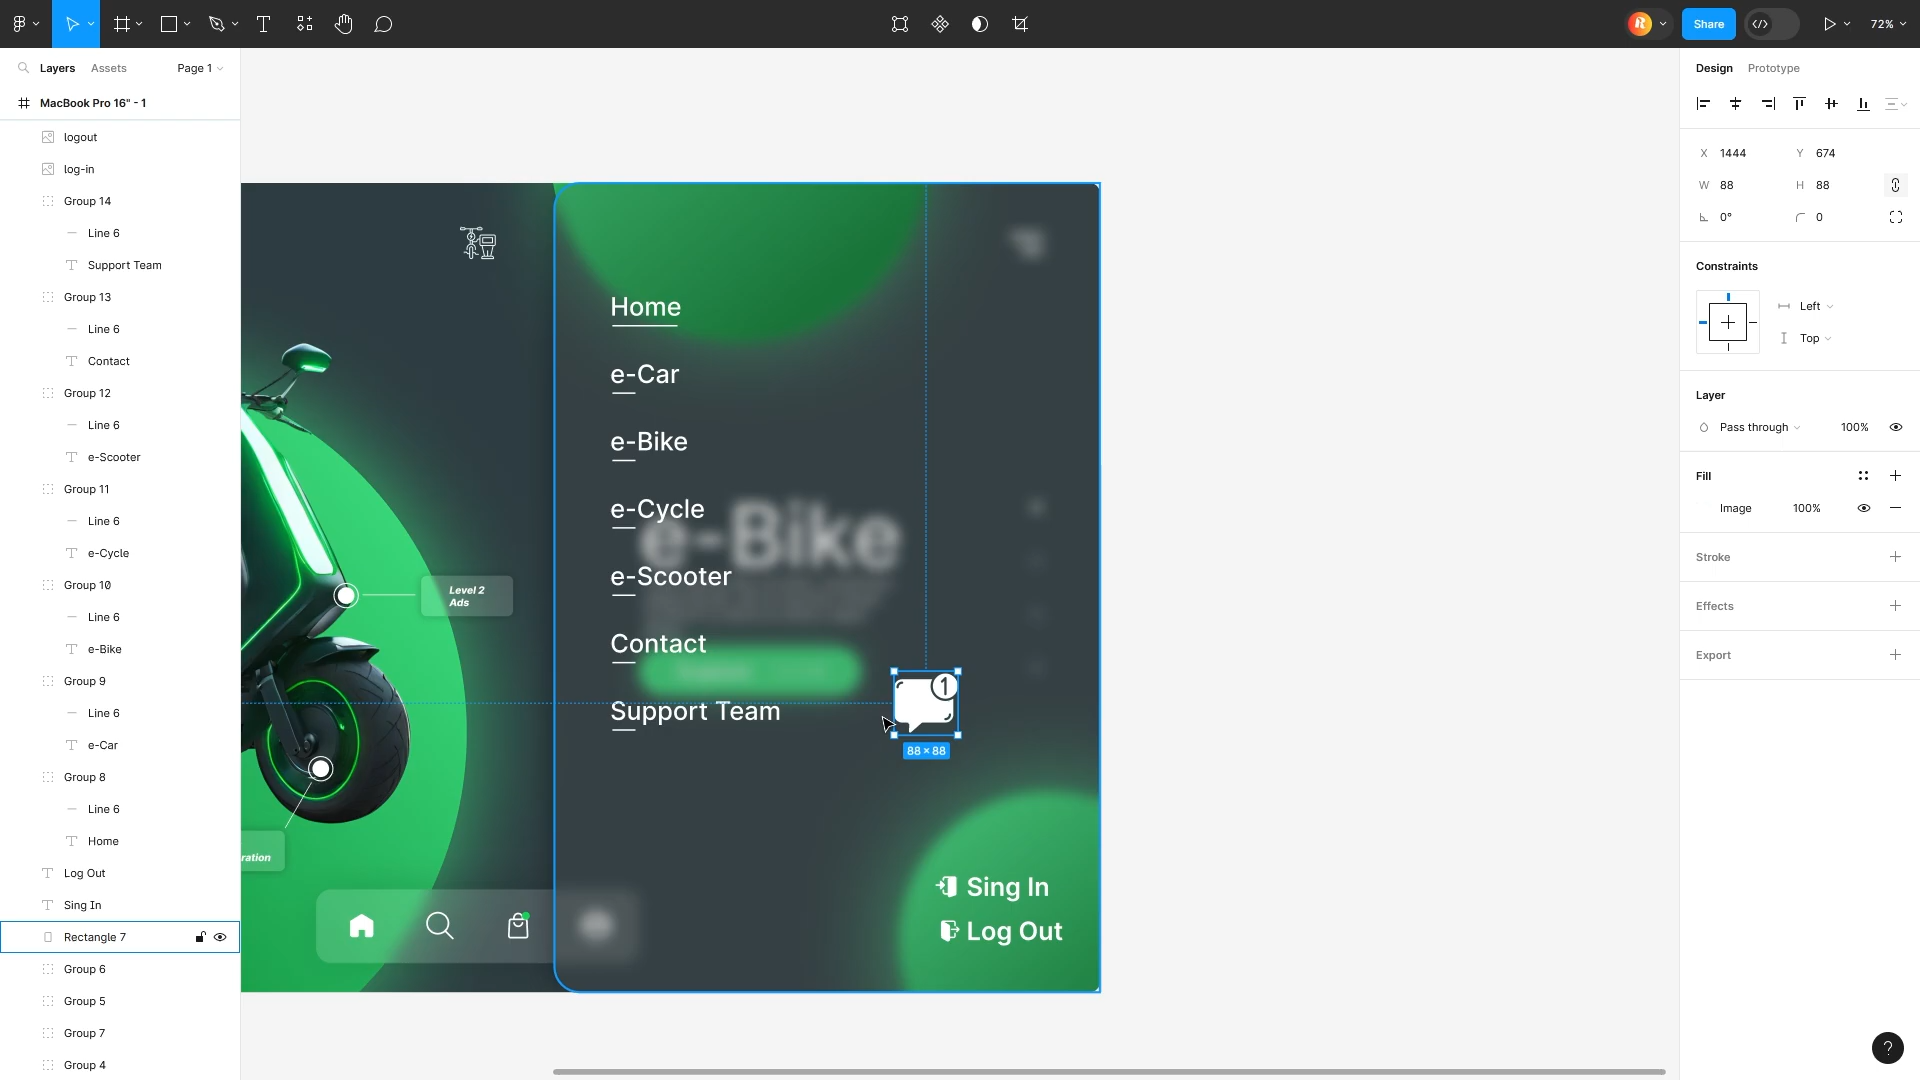 Share
72%
Layers
Assets
Page 1
MacBook Pro 16" - 1
logout
log-in
Group 14
Line 6
Support Team
Group 13
Line 6
Contact
Group 12
Line 6
e-Scooter
Group 11
Line 6
e-Cycle
Group 10
Line 6
e-Bike
Group 9
Line 6
e-Car
Group 8
Line 6
Home
Log Out
Sing In
Rectangle 7
Group 6
Group 5
Group 7
Group 4
Level 2
Ads
ration
Home
e-Car
e-Bike
e-Cycle
e-Bike
e-Scooter
Contact
Support Team
1
88 × 88
Sing In
Log Out
Design
Prototype
X 1444 Y 674
W 88 H 88
0° 0
Constraints
Left
Top
Layer
Pass through 100%
Fill
Image 100%
Stroke
Effects
Export
?